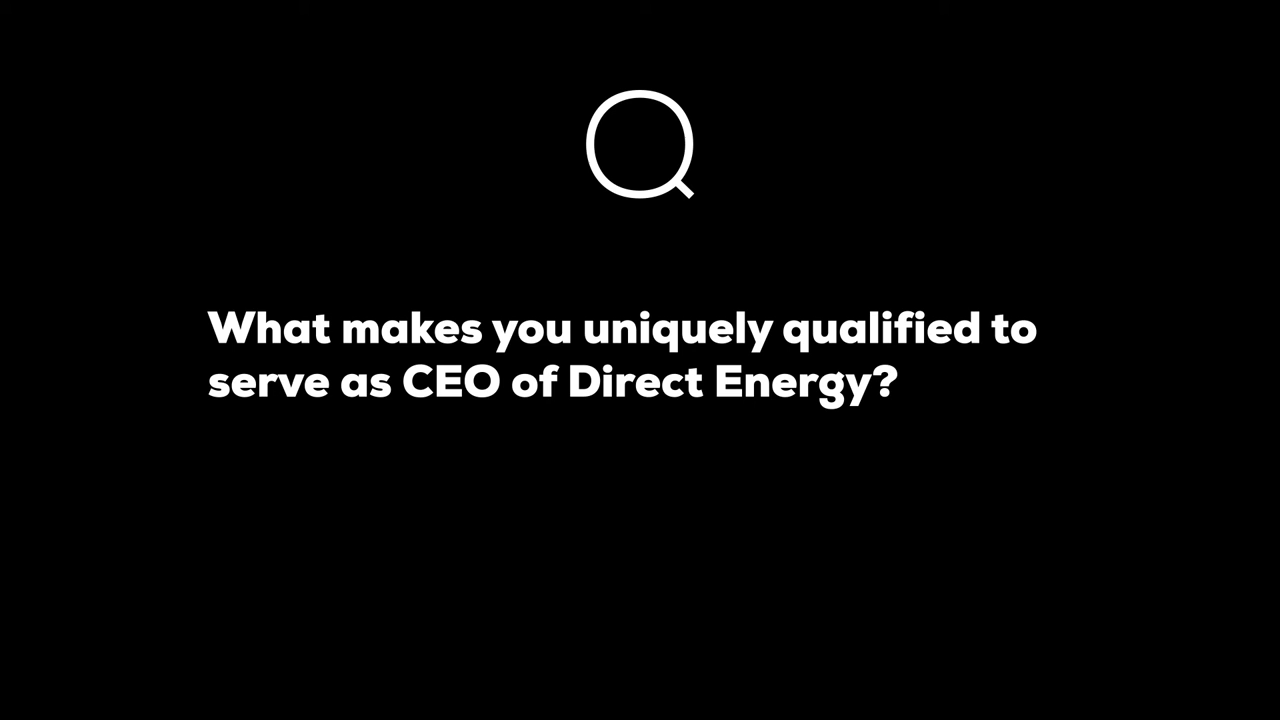 Q
What makes you uniquely qualified to
serve as CEO of Direct Energy?